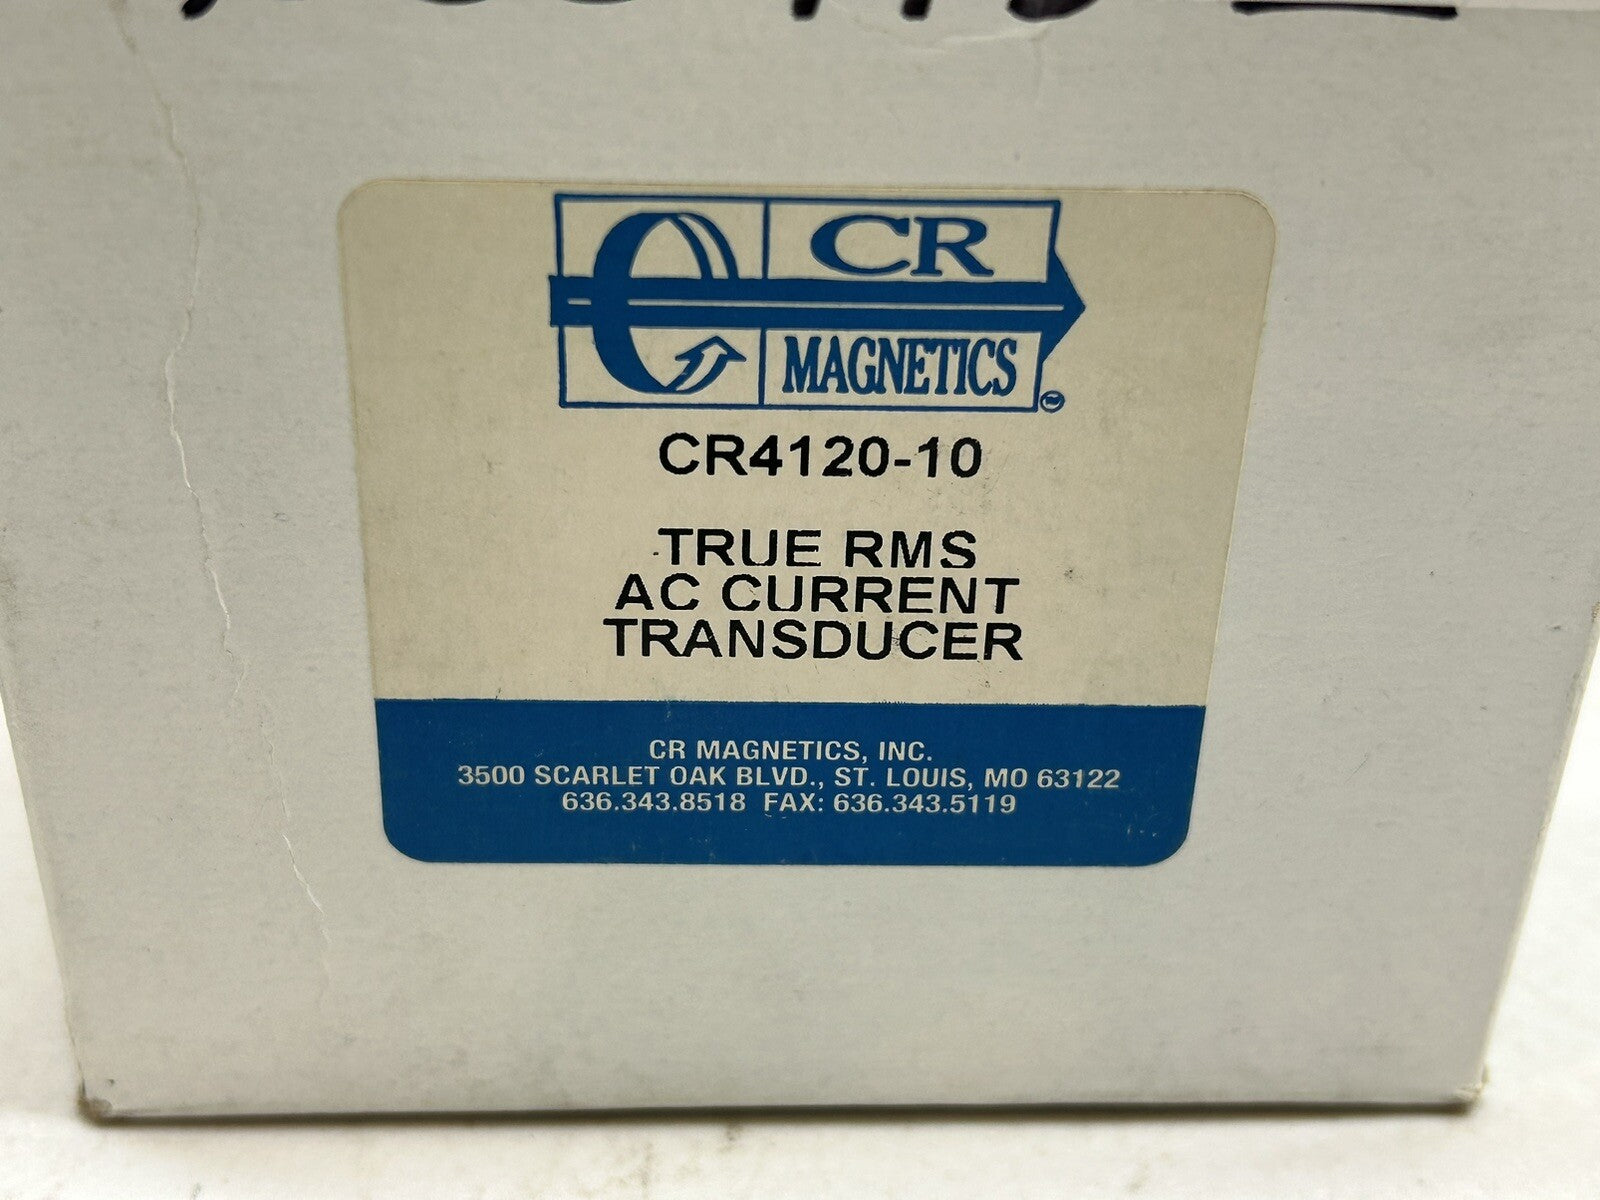 CR
MAGNETICS
CR4120-10
TRUE RMS
AC CURRENT
TRANSDUCER
CR MAGNETICS, INC.
3500 SCARLET OAK BLVD., ST. LOUIS, MO 63122
636.343.8518 FAX: 636.343.5119